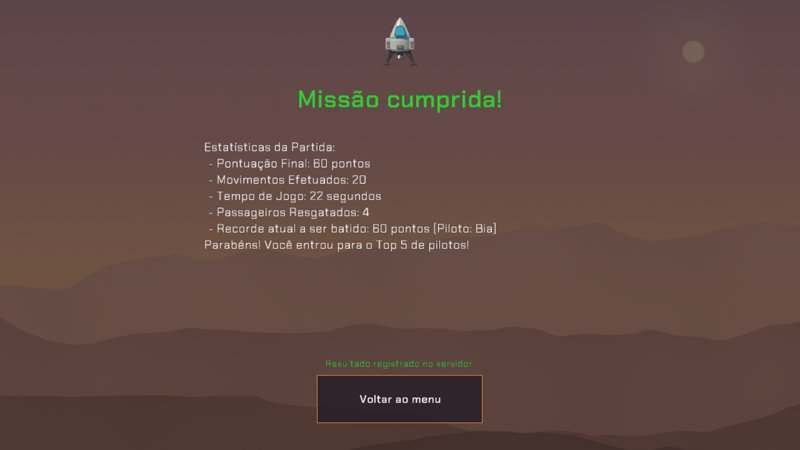 Missão cumprida!
Estatísticas da Partida:
- Pontuação Final: 60 pontos
- Movimentos Efetuados: 20
- Tempo de Jogo: 22 segundos
- Passageiros Resgatados: 4
- Recorde atual a ser batido: 60 pontos (Piloto: Bia)
Parabéns! Você entrou para o Top 5 de pilotos!
Resultado registrado no servidor.
Voltar ao menu